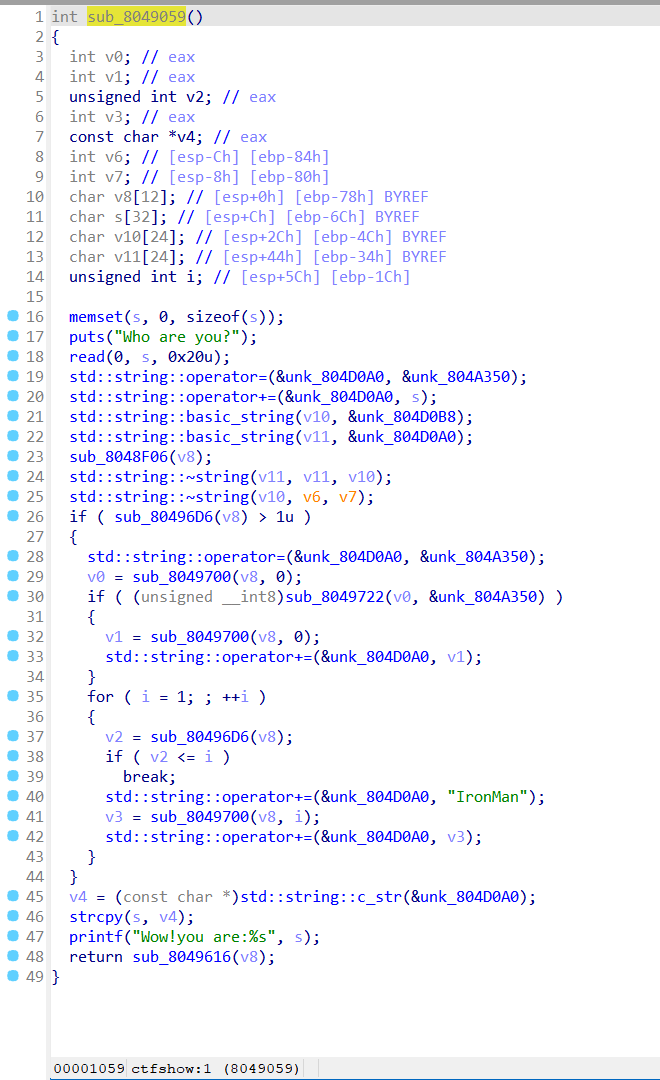 1 int sub_8049059()
2 {
3 int v0; // eax
4 int v1; // eax
5 unsigned int v2; // eax
6 int v3; // eax
7 const char *v4; // eax
8 int v6; // [esp-Ch] [ebp-84h]
9 int v7; // [esp-8h] [ebp-80h]
10 char v8[12]; // [esp+0h] [ebp-78h] BYREF
11 char s[32]; // [esp+Ch] [ebp-6Ch] BYREF
12 char v10[24]; // [esp+2Ch] [ebp-4Ch] BYREF
13 char v11[24]; // [esp+44h] [ebp-34h] BYREF
14 unsigned int i; // [esp+5Ch] [ebp-1Ch]
15
16 memset(s, 0, sizeof(s));
17 puts("Who are you?");
18 read(0, s, 0x20u);
19 std::string::operator=(&unk_804D0A0, &unk_804A350);
20 std::string::operator+=(&unk_804D0A0, s);
21 std::string::basic_string(v10, &unk_804D0B8);
22 std::string::basic_string(v11, &unk_804D0A0);
23 sub_8048F06(v8);
24 std::string::~string(v11, v11, v10);
25 std::string::~string(v10, v6, v7);
26 if ( sub_80496D6(v8) > 1u )
27 {
28 std::string::operator=(&unk_804D0A0, &unk_804A350);
29 v0 = sub_8049700(v8, 0);
30 if ( (unsigned __int8)sub_8049722(v0, &unk_804A350) )
31 {
32 v1 = sub_8049700(v8, 0);
33 std::string::operator+=(&unk_804D0A0, v1);
34 }
35 for ( i = 1; ; ++i )
36 {
37 v2 = sub_80496D6(v8);
38 if ( v2 <= i )
39 break;
40 std::string::operator+=(&unk_804D0A0, "IronMan");
41 v3 = sub_8049700(v8, i);
42 std::string::operator+=(&unk_804D0A0, v3);
43 }
44 }
45 v4 = (const char *)std::string::c_str(&unk_804D0A0);
46 strcpy(s, v4);
47 printf("Wow!you are:%s", s);
48 return sub_8049616(v8);
49 }
00001059 ctfshow:1 (8049059)